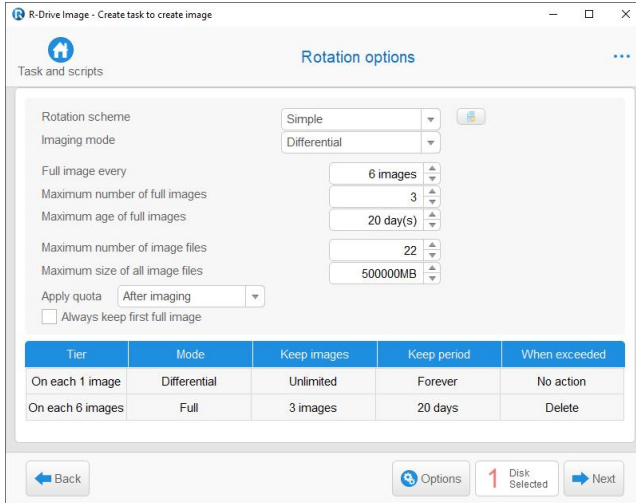 R-Drive Image - Create task to create image
Task and scripts
Rotation options
Rotation scheme Simple
Imaging mode Differential
Full image every 6 images
Maximum number of full images 3
Maximum age of full images 20 day(s)
Maximum number of image files 22
Maximum size of all image files 500000MB
Apply quota After imaging
Always keep first full image
Tier Mode Keep images Keep period When exceeded
On each 1 image Differential Unlimited Forever No action
On each 6 images Full 3 images 20 days Delete
Back Options 1 Disk Selected Next